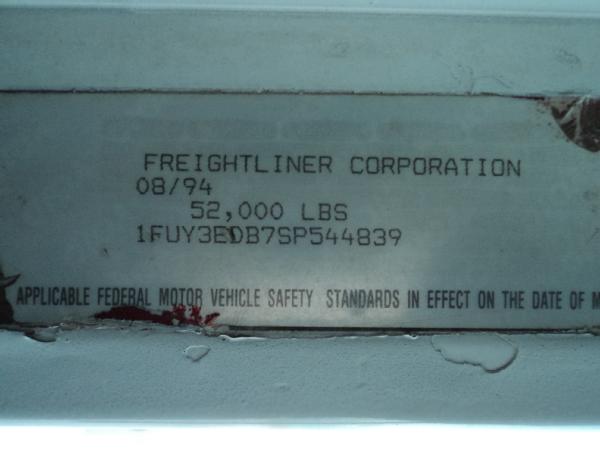 FREIGHTLINER CORPORATION
08/94
52,000 LBS
1FUY3EDB7SP544839
APPLICABLE FEDERAL MOTOR VEHICLE SAFETY STANDARDS IN EFFECT ON THE DATE OF M